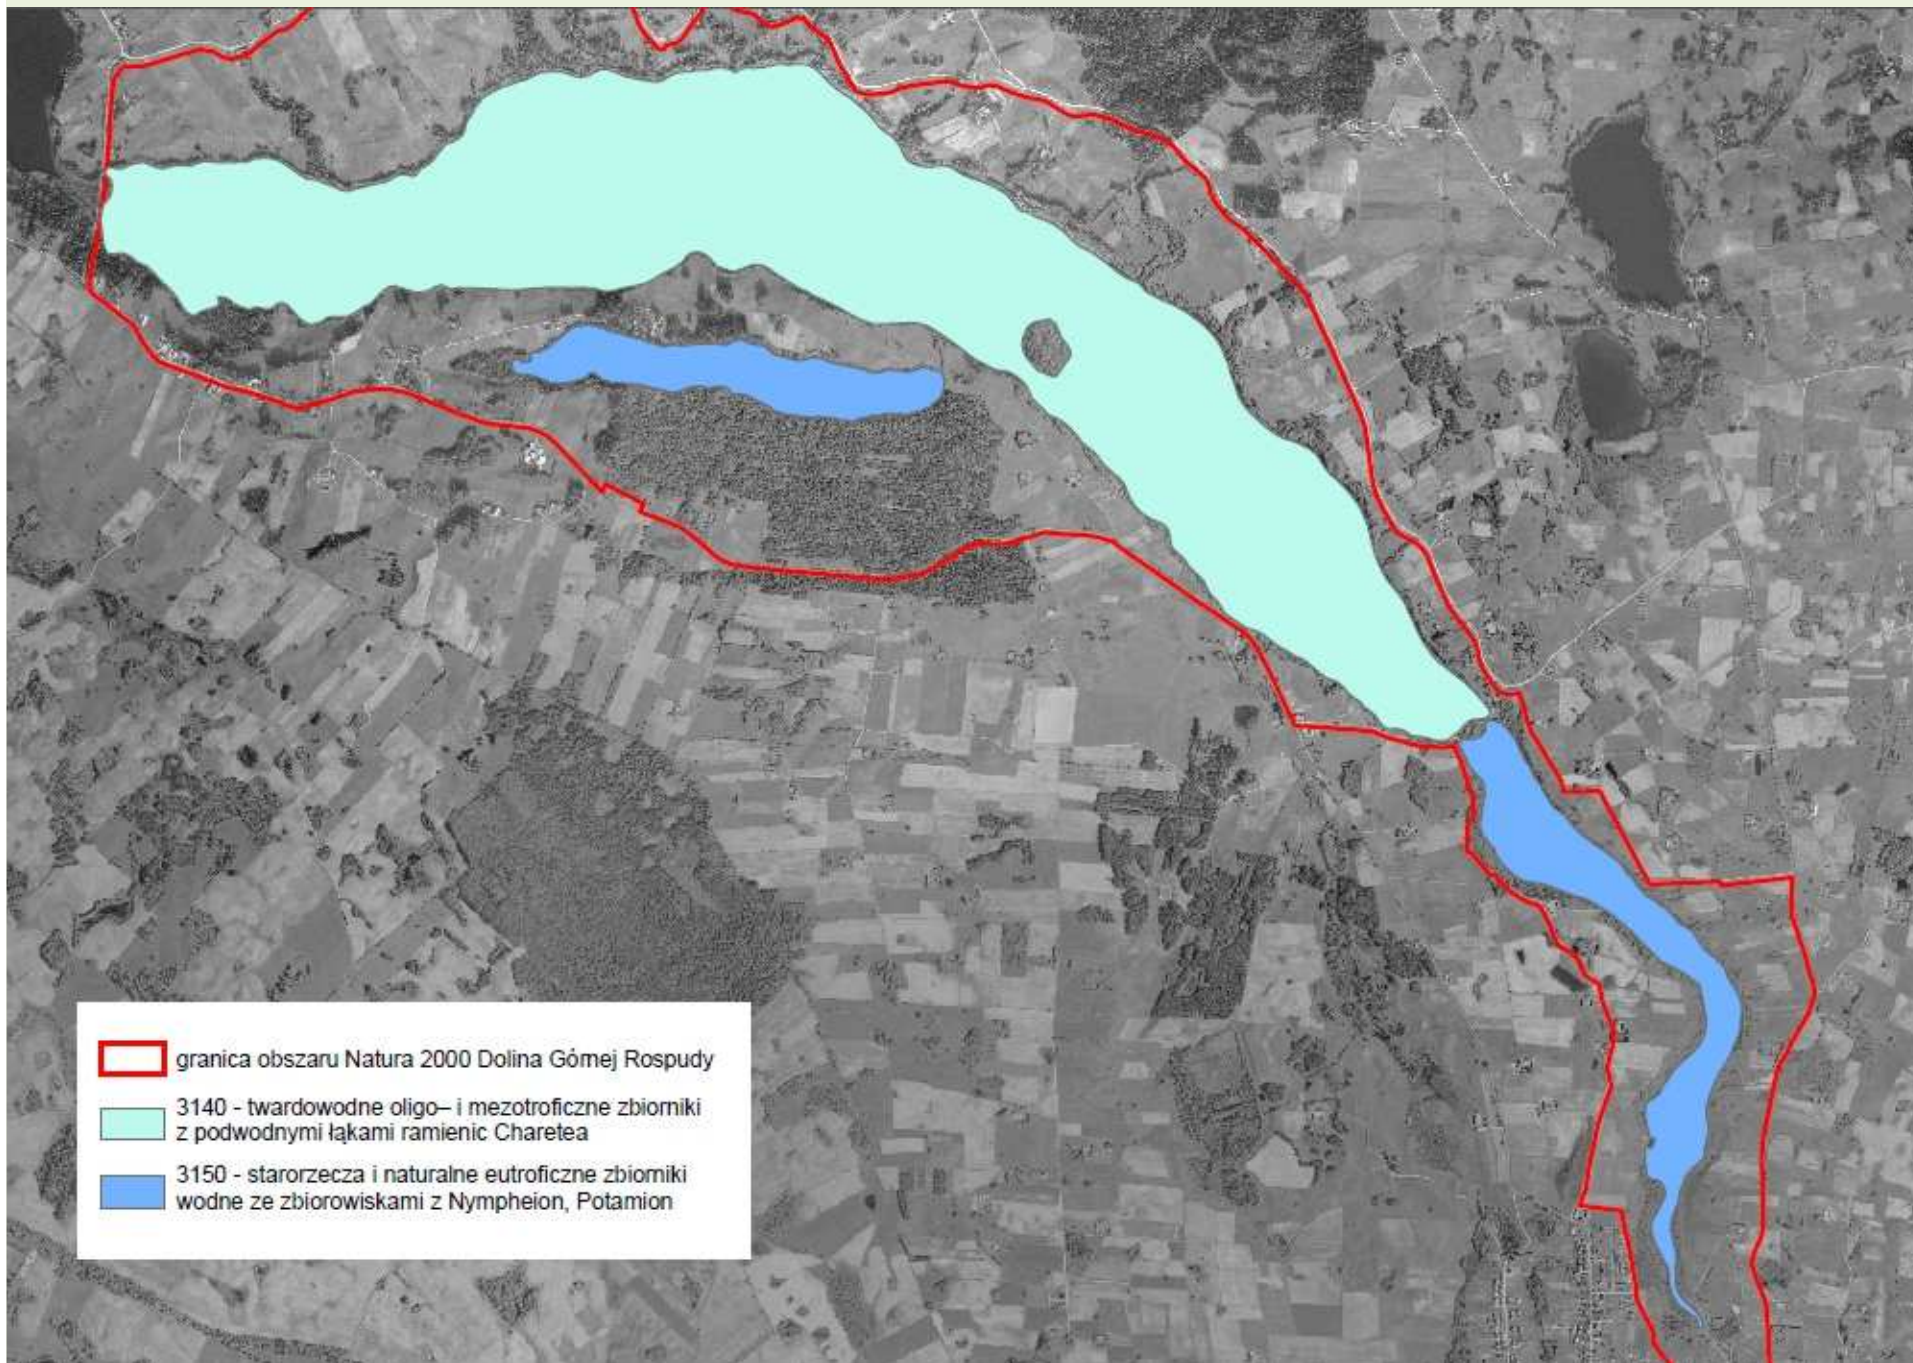 granica obszaru Natura 2000 Dolina Górnej Rospudy
3140 - twardowodne oligo– i mezotroficzne zbiorniki
z podwodnymi łąkami ramienic Charetea
3150 - starorzecza i naturalne eutroficzne zbiorniki
wodne ze zbiorowiskami z Nympheion, Potamion